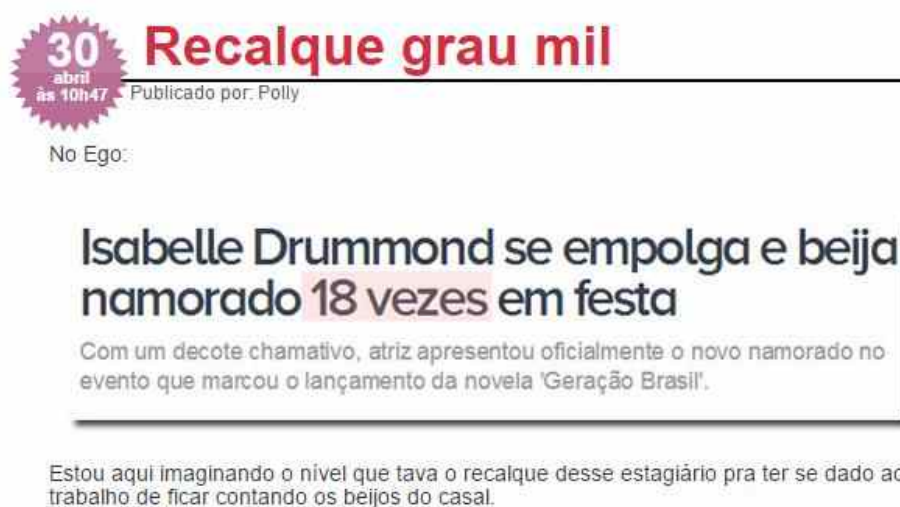 30
abril
às 10h47
Recalque grau mil
Publicado por: Polly
No Ego:
Isabelle Drummond se empolga e beija
namorado 18 vezes em festa
Com um decote chamativo, atriz apresentou oficialmente o novo namorado no
evento que marcou o lançamento da novela 'Geração Brasil'.
Estou aqui imaginando o nível que tava o recalque desse estagiário pra ter se dado ao
trabalho de ficar contando os beijos do casal.